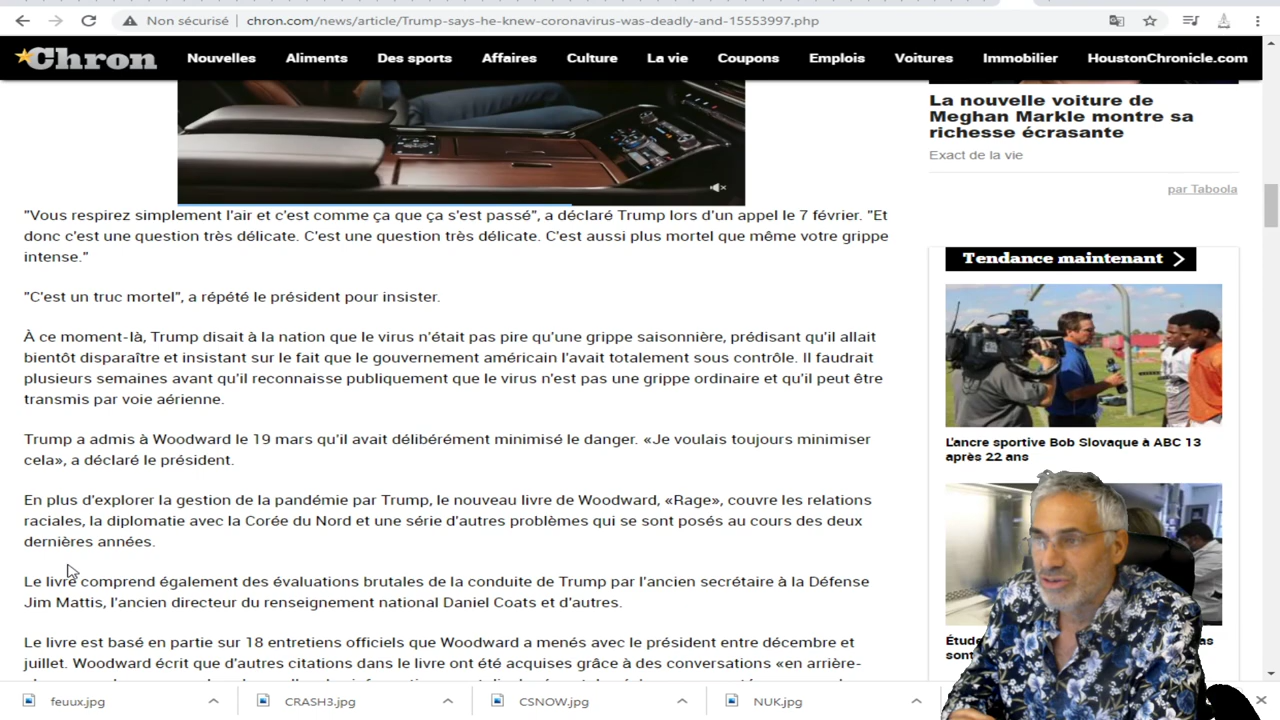 Non sécurisé
chron.com/news/article/Trump-says-he-knew-coronavirus-was-deadly-and-15553997.php
Chron
Nouvelles
Aliments
Des sports
Affaires
Culture
La vie
Coupons
Emplois
Voitures
Immobilier
HoustonChronicle.com
"Vous respirez simplement l'air et c'est comme ça que ça s'est passé", a déclaré Trump lors d'un appel le 7 février. "Et
donc c'est une question très délicate. C'est une question très délicate. C'est aussi plus mortel que même votre grippe
intense."
"C'est un truc mortel", a répété le président pour insister.
À ce moment-là, Trump disait à la nation que le virus n'était pas pire qu'une grippe saisonnière, prédisant qu'il allait
bientôt disparaître et insistant sur le fait que le gouvernement américain l'avait totalement sous contrôle. Il faudrait
plusieurs semaines avant qu'il reconnaisse publiquement que le virus n'est pas une grippe ordinaire et qu'il peut être
transmis par voie aérienne.
Trump a admis à Woodward le 19 mars qu'il avait délibérément minimisé le danger. «Je voulais toujours minimiser
cela», a déclaré le président.
En plus d'explorer la gestion de la pandémie par Trump, le nouveau livre de Woodward, «Rage», couvre les relations
raciales, la diplomatie avec la Corée du Nord et une série d'autres problèmes qui se sont posés au cours des deux
dernières années.
Le livre comprend également des évaluations brutales de la conduite de Trump par l'ancien secrétaire à la Défense
Jim Mattis, l'ancien directeur du renseignement national Daniel Coats et d'autres.
Le livre est basé en partie sur 18 entretiens officiels que Woodward a menés avec le président entre décembre et
juillet. Woodward écrit que d'autres citations dans le livre ont été acquises grâce à des conversations «en arrière-
La nouvelle voiture de
Meghan Markle montre sa
richesse écrasante
Exact de la vie
par Taboola
Tendance maintenant
L'ancre sportive Bob Slovaque à ABC 13
après 22 ans
sont
feuux.jpg
CRASH3.jpg
CSNOW.jpg
NUK.jpg